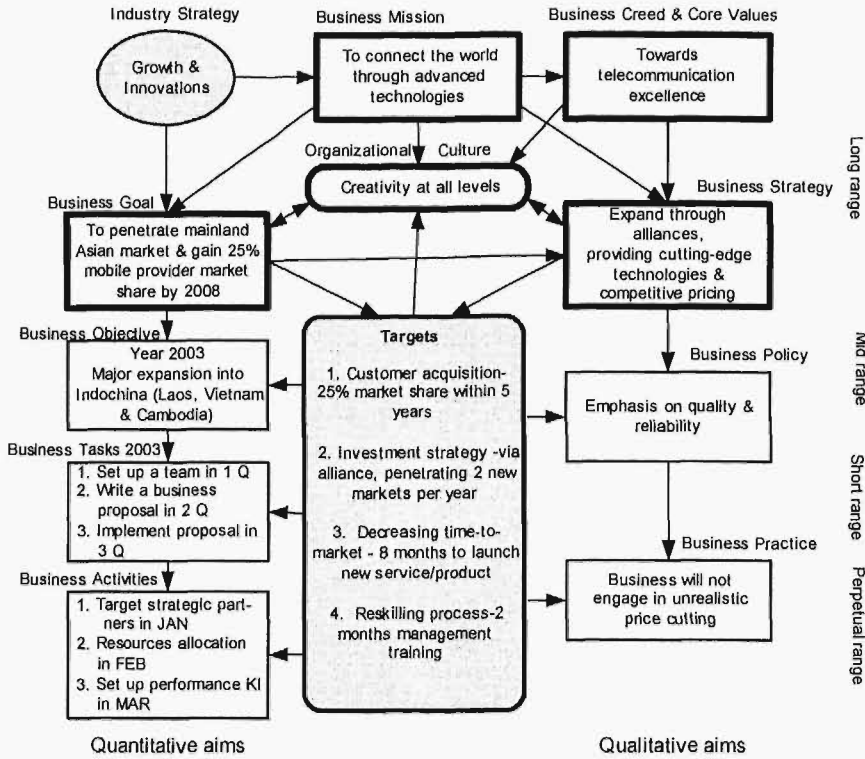 Industry Strategy
Business Mission
Business Creed & Core Values
Growth &
Innovations
To connect the world
through advanced
technologies
Towards
telecommunication
excellence
Organizational Culture
Creativity at all levels
Business Goal
To penetrate mainland
Asian market & gain 25%
mobile provider market
share by 2008
Business Strategy
Expand through
alliances,
providing cutting-edge
technologies &
competitive pricing
Long range
Business Objective
Year 2003
Major expansion into
Indochina (Laos, Vietnam
& Cambodia)
Targets
1. Customer acquisition-
25% market share within 5
years
2. Investment strategy -via
alliance, penetrating 2 new
markets per year
3. Decreasing time-to-
market - 8 months to launch
new service/product
4. Reskilling process-2
months management
training
Business Policy
Emphasis on quality &
reliability
Mid range
Business Tasks 2003
1. Set up a team in 1 Q
2. Write a business
proposal in 2 Q
3. Implement proposal in
3 Q
Short range
Business Practice
Business will not
engage in unrealistic
price cutting
Perpetual range
Business Activities
1. Target strategic part-
ners in JAN
2. Resources allocation
in FEB
3. Set up performance KI
in MAR
Quantitative aims
Qualitative aims